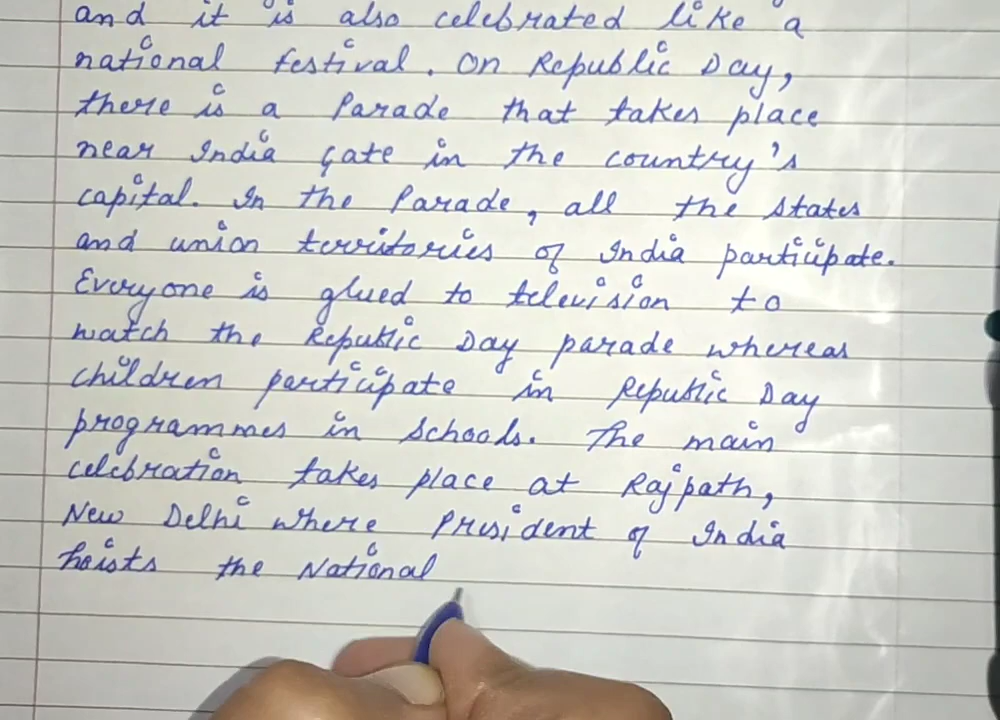 and it is also celebrated like a
national festival. On Republic Day,
there is a Parade that takes place
near India Gate in the country's
capital. In the Parade, all the states
and union territories of India participate.
Everyone is glued to television to
watch the Republic Day parade whereas
children participate in Republic Day
programmes in Schools. The main
celebration takes place at Rajpath,
New Delhi where President of India
hoists the National